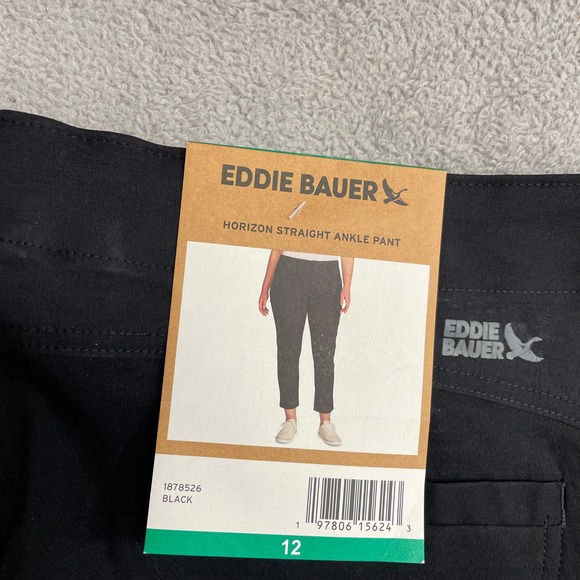 EDDIE BAUER
HORIZON STRAIGHT ANKLE PANT
EDDIE
BAUER
1878526
BLACK
1 97806 15624 3
12